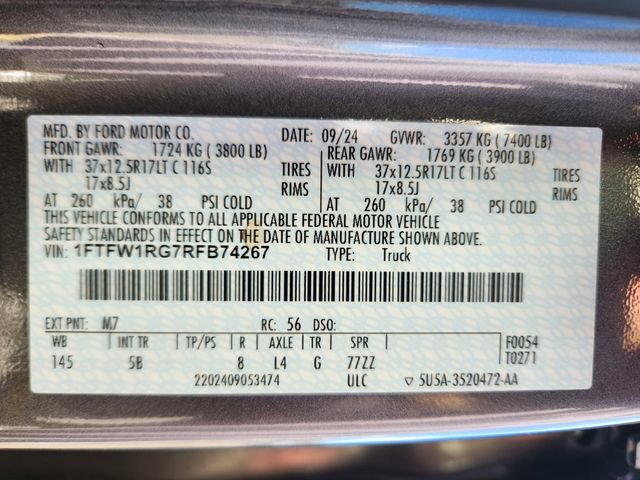 MFD. BY FORD MOTOR CO. DATE: 09/24 GVWR: 3357 KG ( 7400 LB)
FRONT GAWR: 1724 KG ( 3800 LB) REAR GAWR: 1769 KG ( 3900 LB)
WITH 37x12.5R17LT C 116S TIRES WITH 37x12.5R17LT C 116S TIRES
17x8.5J RIMS 17x8.5J RIMS
AT 260 kPa/ 38 PSI COLD AT 260 kPa/ 38 PSI COLD
THIS VEHICLE CONFORMS TO ALL APPLICABLE FEDERAL MOTOR VEHICLE
SAFETY STANDARDS IN EFFECT ON THE DATE OF MANUFACTURE SHOWN ABOVE.
VIN: 1FTFW1RG7RFB74267 TYPE: Truck
EXT PNT: M7 RC: 56 DSO:
WB INT TR TP/PS R AXLE TR SPR F0054
145 5B 8 L4 G 77ZZ T0271
2202409053474 ULC ▽ 5U5A-3520472-AA